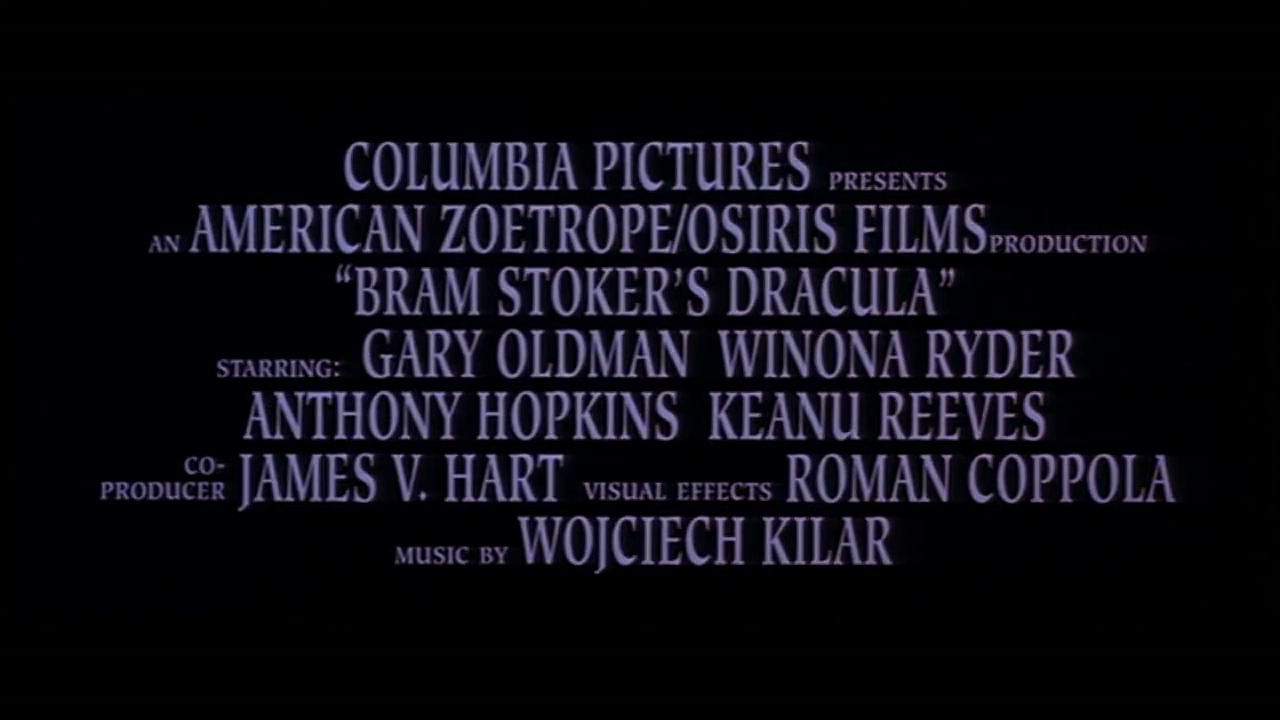 COLUMBIA PICTURES PRESENTS
AN AMERICAN ZOETROPE/OSIRIS FILMS PRODUCTION
“BRAM STOKER’S DRACULA”
STARRING: GARY OLDMAN WINONA RYDER
ANTHONY HOPKINS KEANU REEVES
CO-PRODUCER JAMES V. HART VISUAL EFFECTS ROMAN COPPOLA
MUSIC BY WOJCIECH KILAR